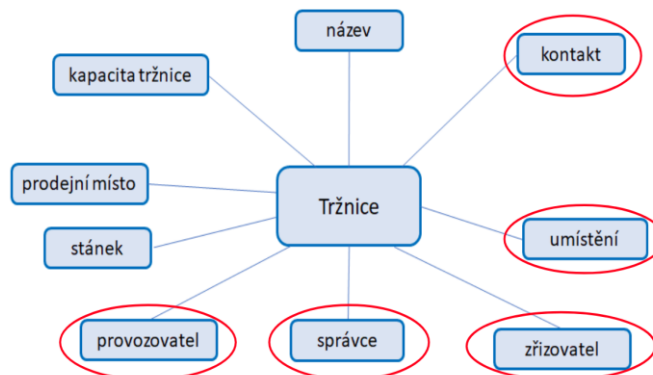 název
kontakt
kapacita tržnice
prodejní místo
Tržnice
stánek
umístění
provozovatel
správce
zřizovatel